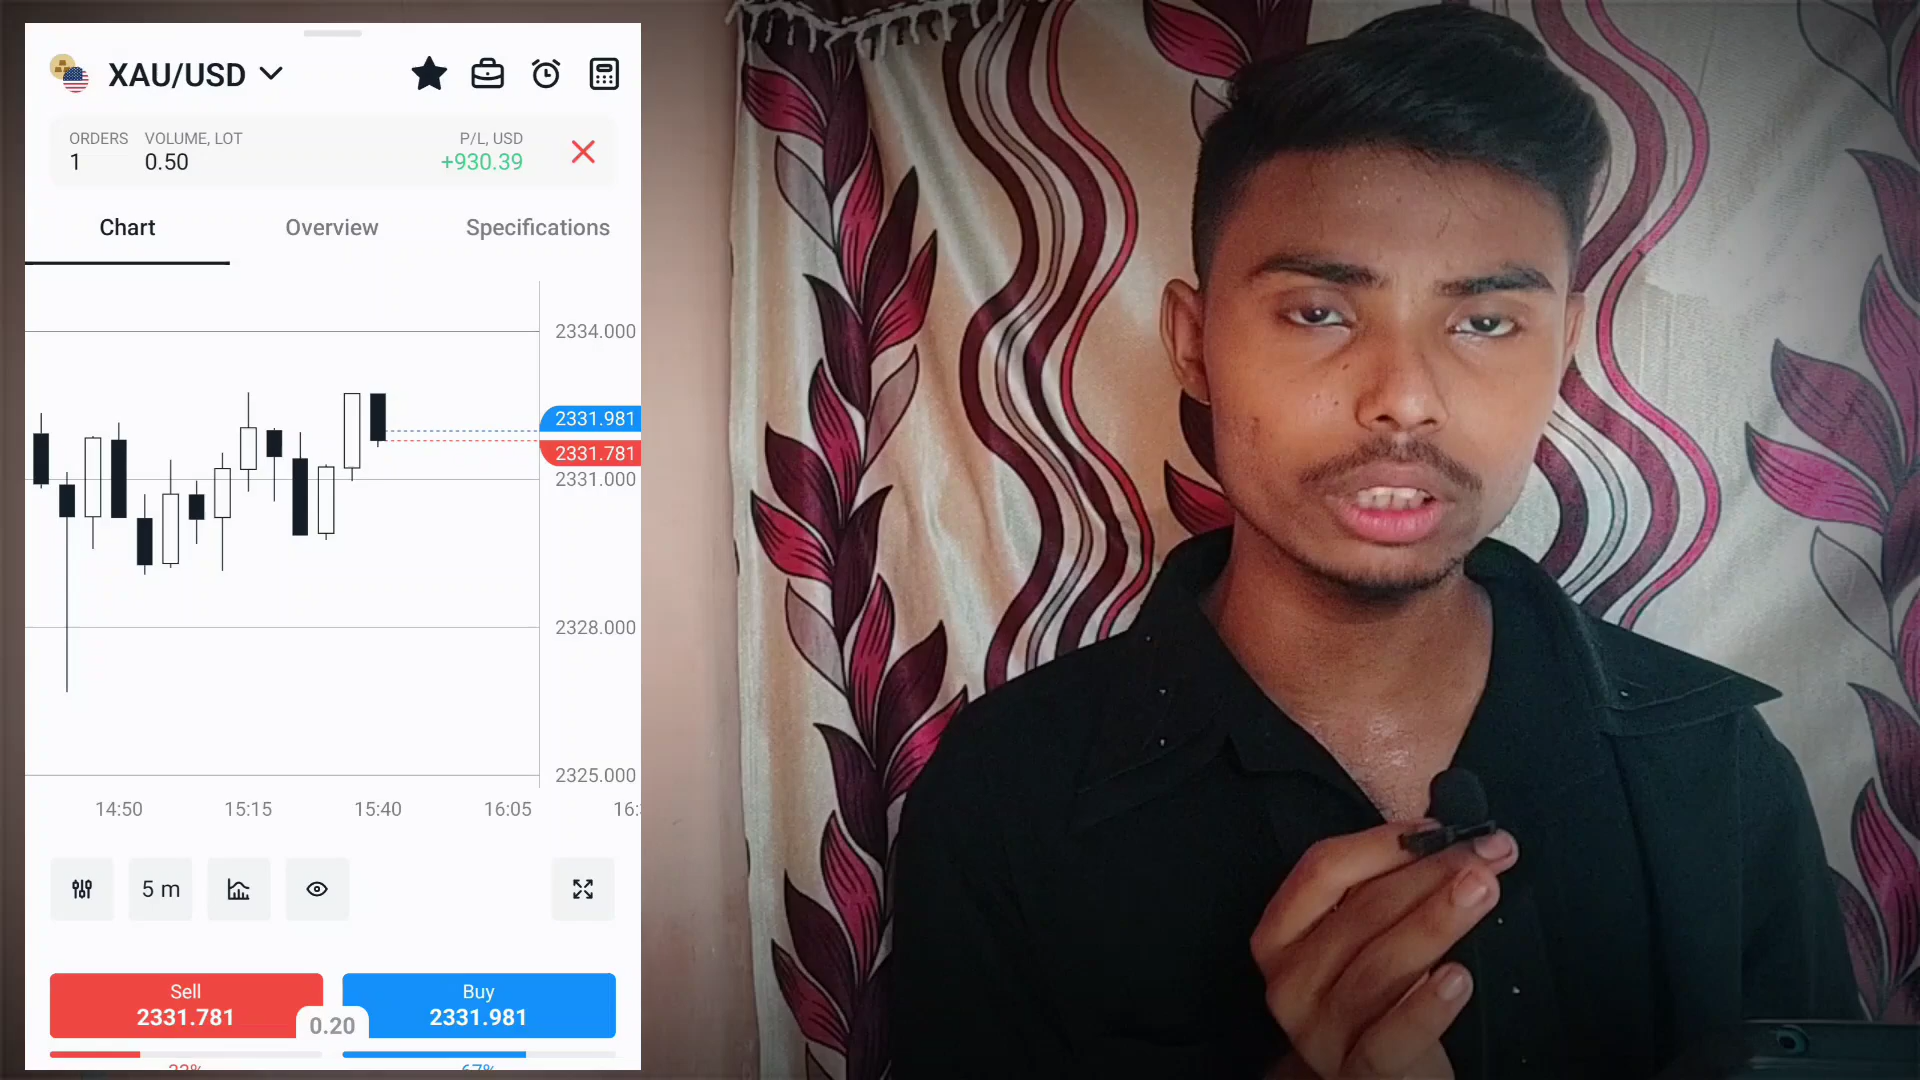 XAU/USD
ORDERS VOLUME, LOT P/L, USD
1 0.50 +930.39
Chart Overview Specifications
2334.000
2331.981
2331.781
2331.000
2328.000
2325.000
14:50 15:15 15:40 16:05
5 m
Sell Buy
2331.781 2331.981
0.20